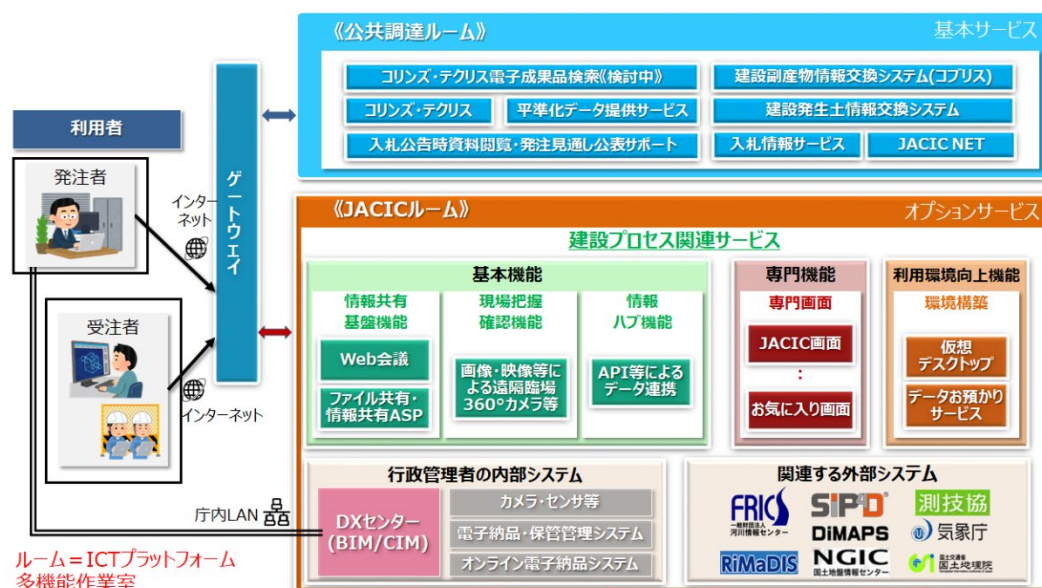 《公共調達ルーム》
基本サービス
コリンズ・テクリス電子成果品検索《検討中》
建設副産物情報交換システム(コブリス)
コリンズ・テクリス
平準化データ提供サービス
建設発生土情報交換システム
入札公告時資料閲覧・発注見通し公表サポート
入札情報サービス
JACIC NET
利用者
発注者
インター
ネット
ゲートウェイ
受注者
インターネット
《JACICルーム》
オプションサービス
建設プロセス関連サービス
基本機能
情報共有
基盤機能
Web会議
ファイル共有・
情報共有ASP
現場把握
確認機能
画像・映像等に
よる遠隔臨場
360°カメラ等
情報
ハブ機能
API等による
データ連携
専門機能
専門画面
JACIC画面
:
お気に入り画面
利用環境向上機能
環境構築
仮想
デスクトップ
データお預かり
サービス
行政管理者の内部システム
庁内LAN
DXセンター
(BIM/CIM)
カメラ・センサ等
電子納品・保管管理システム
オンライン電子納品システム
関連する外部システム
FRICS
一般財団法人
河川情報センター
SIP4D
測技協
DiMAPS
気象庁
RiMaDIS
NGIC
国土地盤情報センター
国土交通省
国土地理院
ルーム=ICTプラットフォーム
多機能作業室